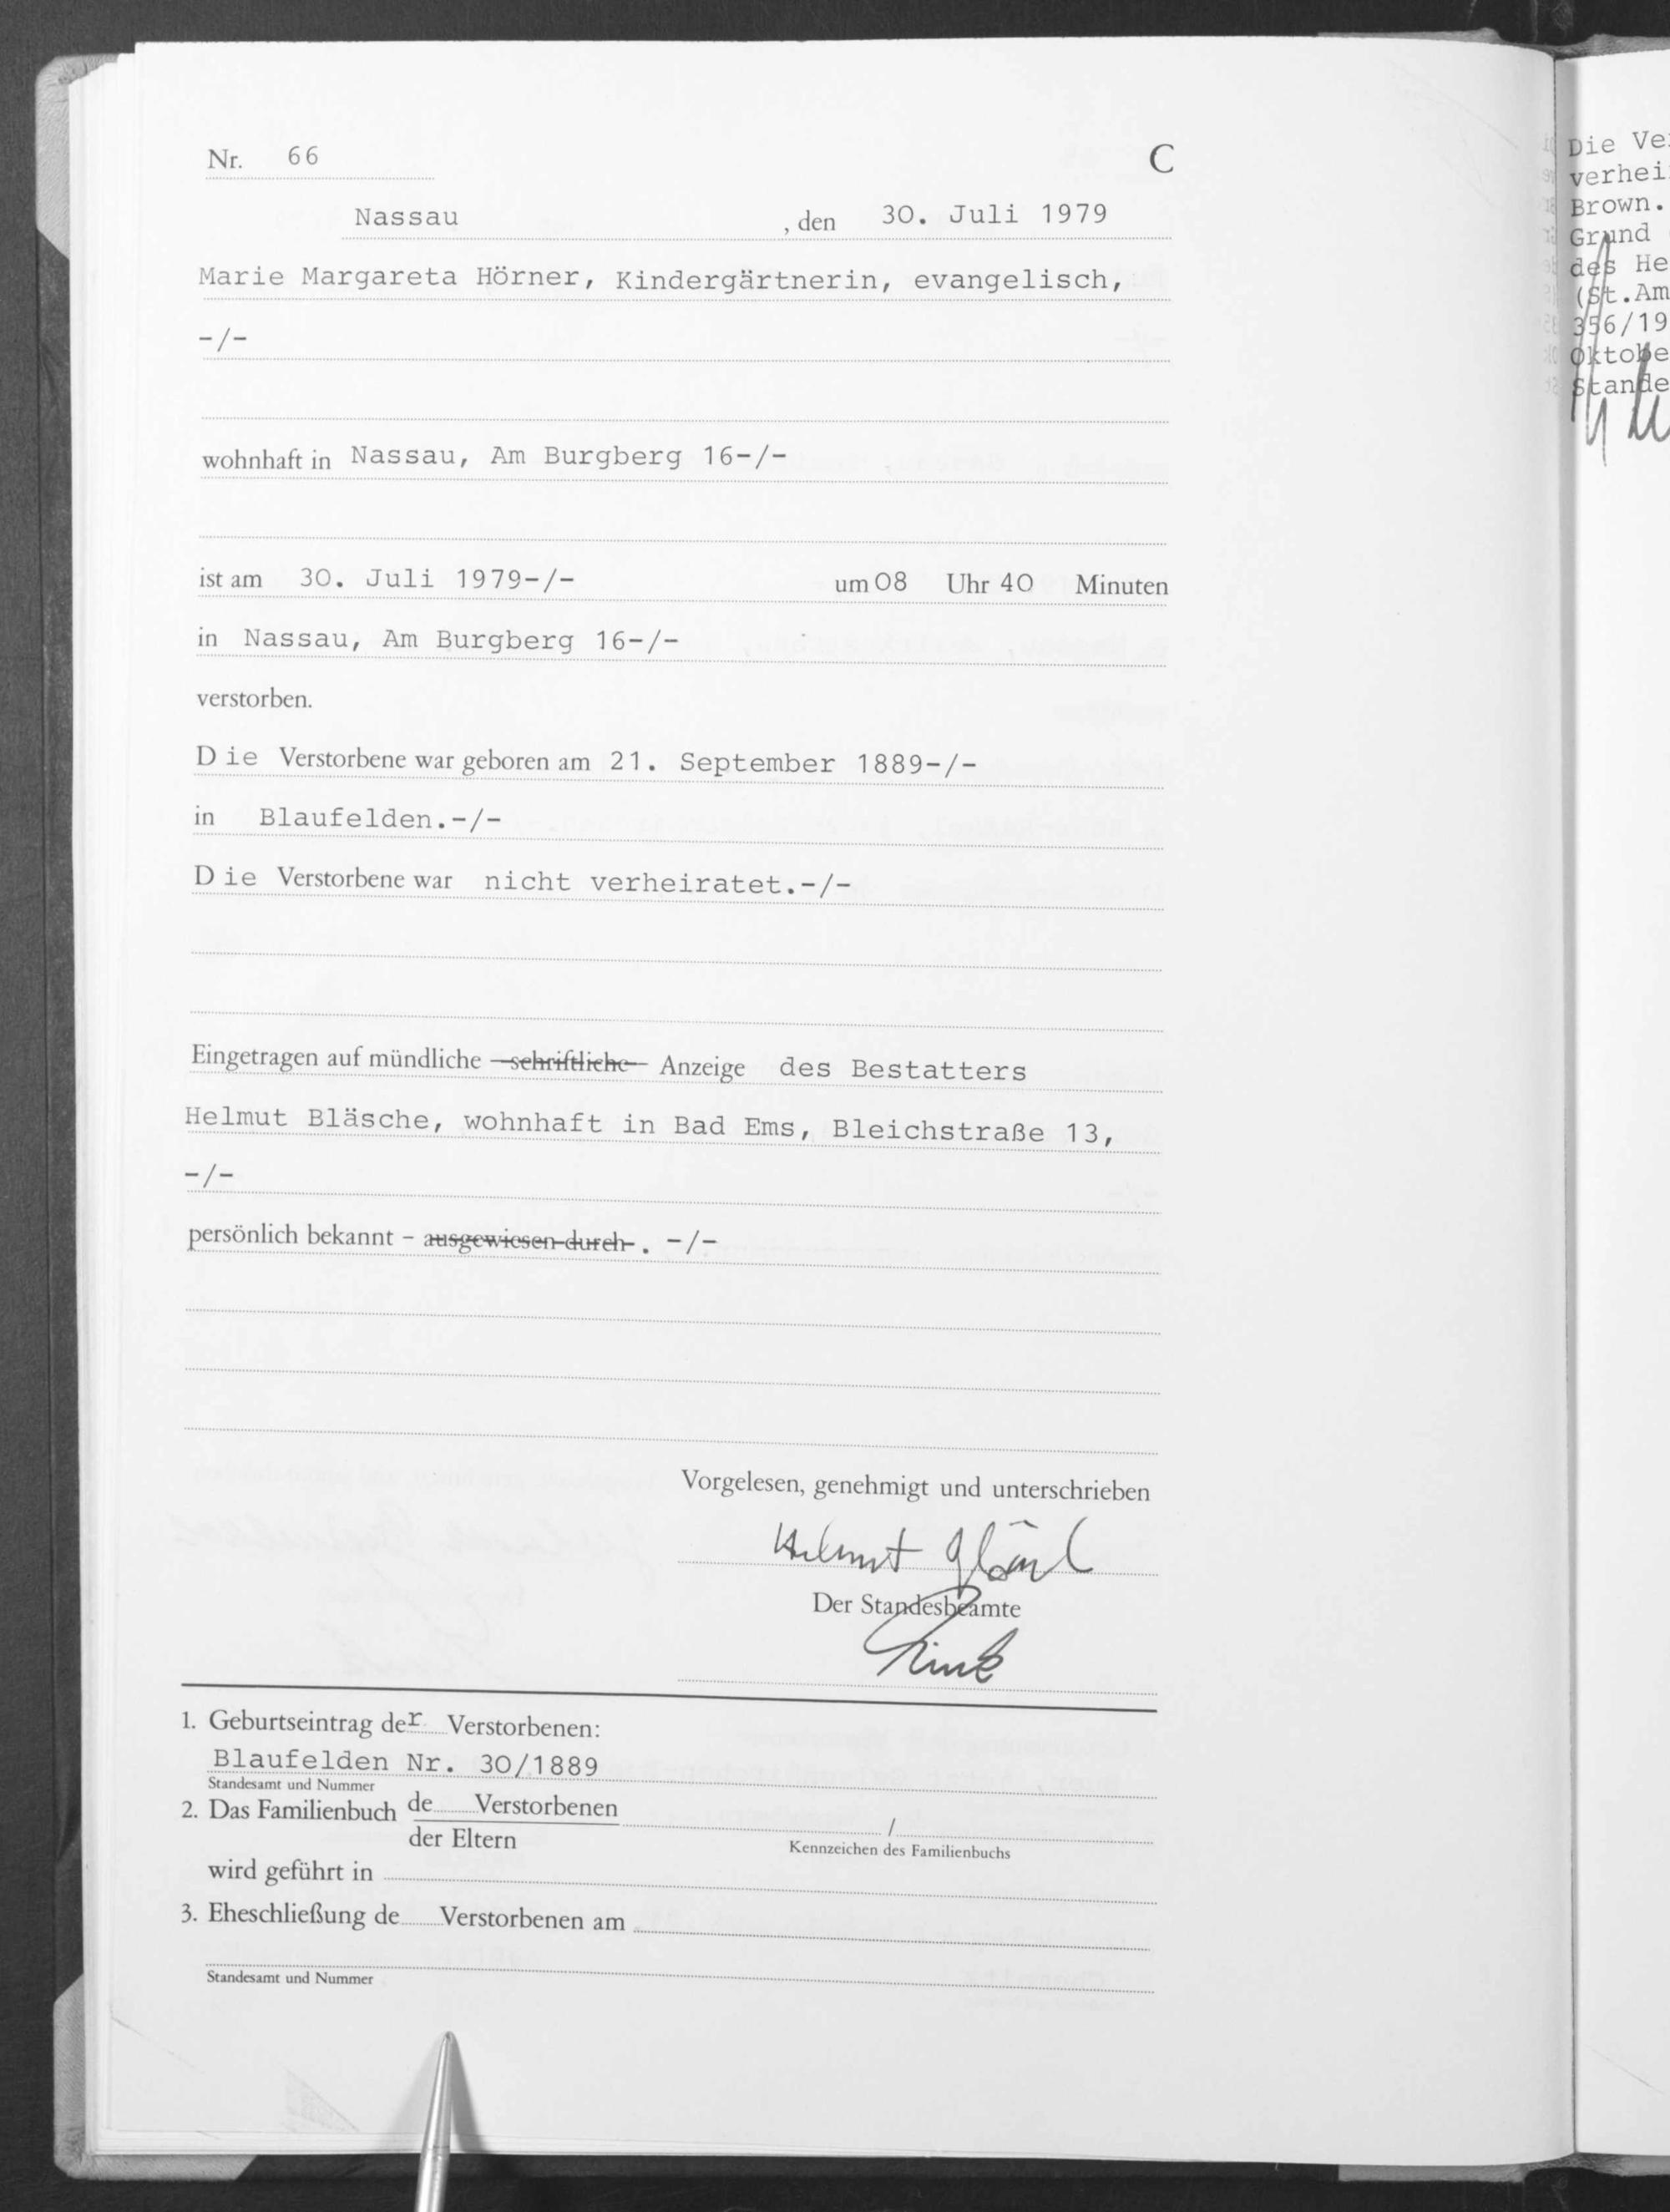 Nr. 66 C
Nassau , den 30. Juli 1979
Marie Margareta Hörner, Kindergärtnerin, evangelisch,
-/-
wohnhaft in Nassau, Am Burgberg 16-/-
ist am 30. Juli 1979-/- um 08 Uhr 40 Minuten
in Nassau, Am Burgberg 16-/-
verstorben.
Die Verstorbene war geboren am 21. September 1889-/-
in Blaufelden.-/-
Die Verstorbene war nicht verheiratet.-/-
Eingetragen auf mündliche schriftliche Anzeige des Bestatters
Helmut Bläsche, wohnhaft in Bad Ems, Bleichstraße 13,
-/-
persönlich bekannt - ausgewiesen durch . -/-
Vorgelesen, genehmigt und unterschrieben
Helmut
Der Standesbeamte
1. Geburtseintrag der Verstorbenen:
Blaufelden Nr. 30/1889
Standesamt und Nummer
2. Das Familienbuch de Verstorbenen
der Eltern
/
Kennzeichen des Familienbuchs
wird geführt in
3. Eheschließung de Verstorbenen am
Standesamt und Nummer
Die Ve
verhei
Brown.
Grund
des He
(St.Am
356/19
Oktobe
Stande